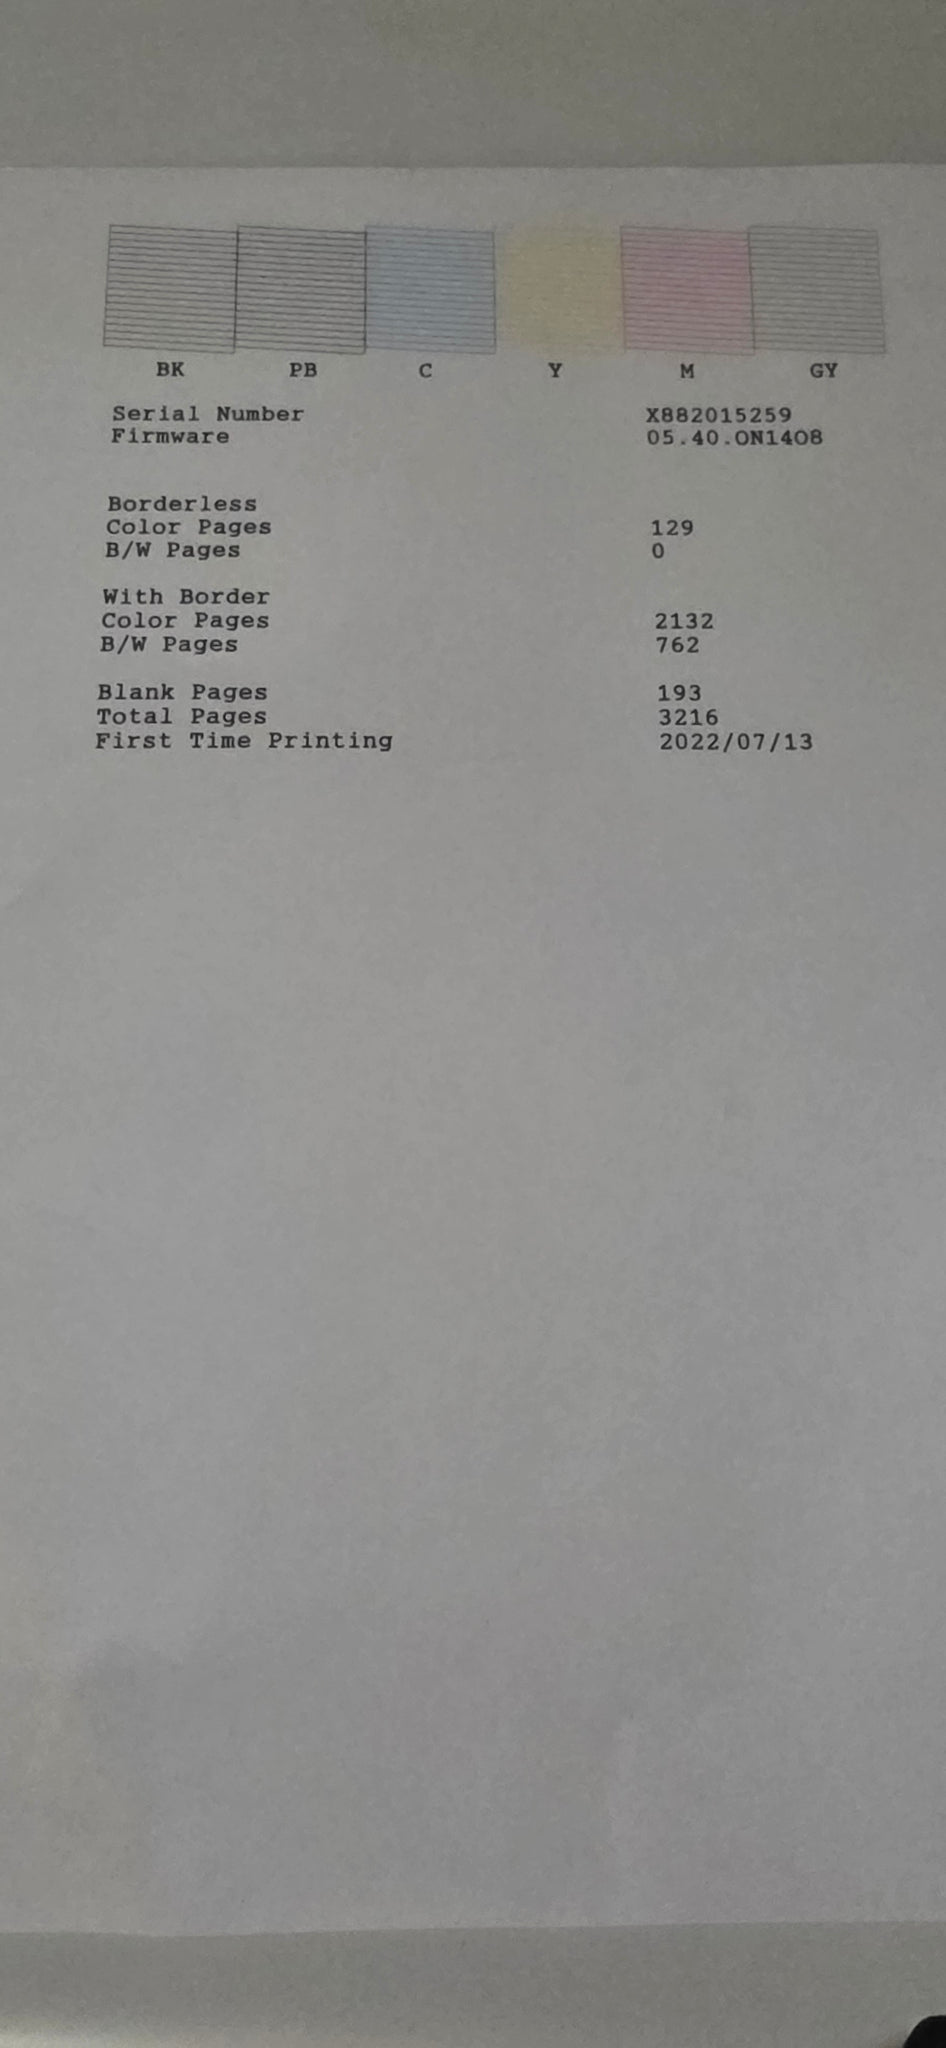 BK PB C Y M GY
Serial Number X882015259
Firmware 05.40.ON14O8
Borderless
Color Pages 129
B/W Pages 0
With Border
Color Pages 2132
B/W Pages 762
Blank Pages 193
Total Pages 3216
First Time Printing 2022/07/13